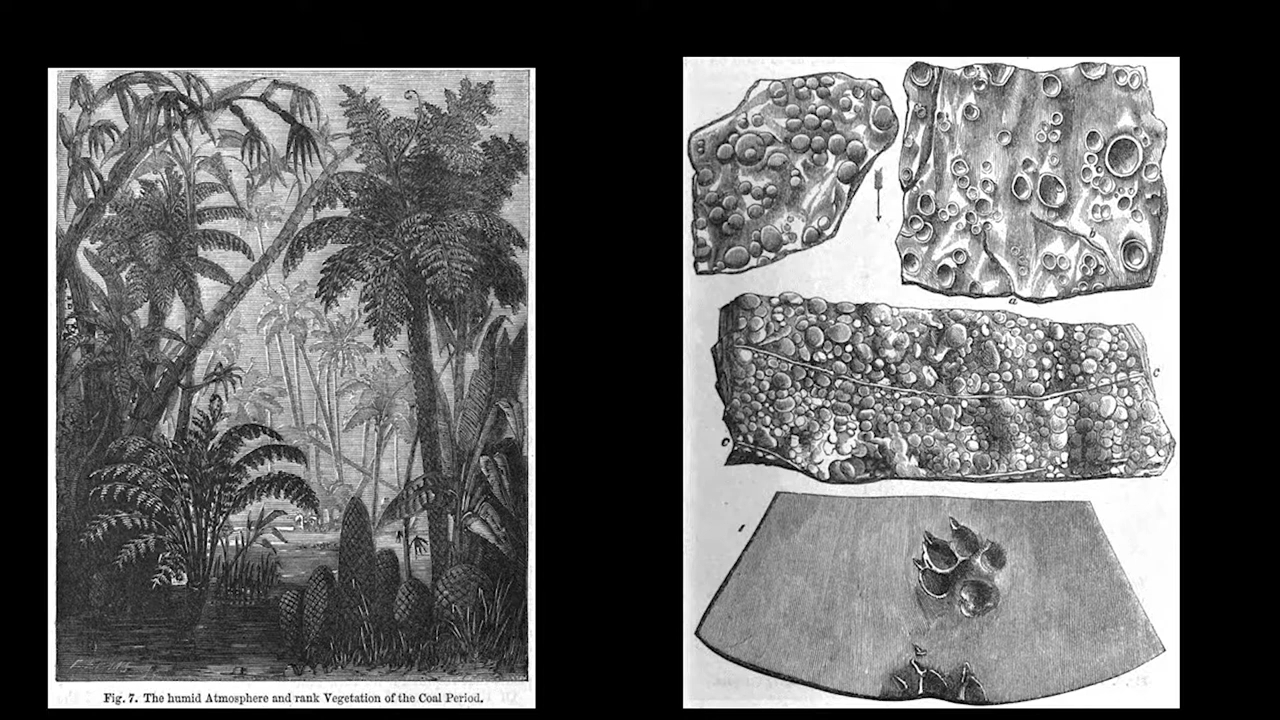 Fig. 7. The humid Atmosphere and rank Vegetation of the Coal Period.
b
a
c